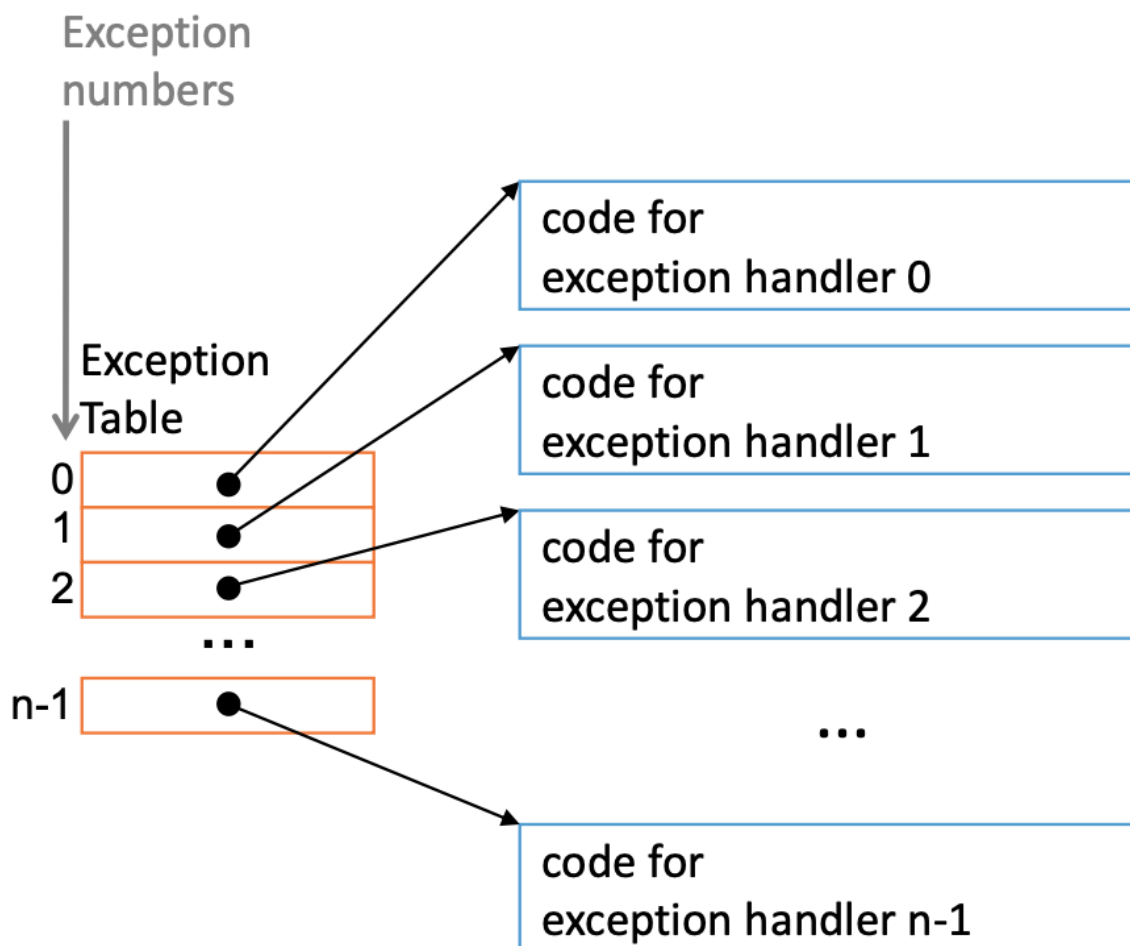 Exception
numbers
code for
exception handler 0
Exception
Table
code for
exception handler 1
0
1
2
...
n-1
code for
exception handler 2
...
code for
exception handler n-1